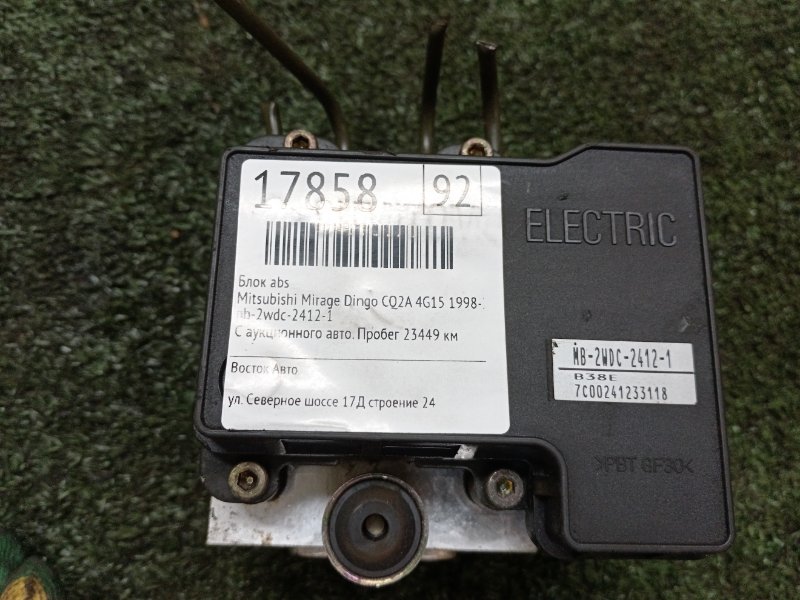 17858 92
ELECTRIC
Блок abs
Mitsubishi Mirage Dingo CQ2A 4G15 1998-
mb-2wdc-2412-1
С аукционного авто. Пробег 23449 км
Восток Авто
ул. Северное шоссе 17Д строение 24
MB-2WDC-2412-1
B38E
7C00241233118
>PBT GF30<